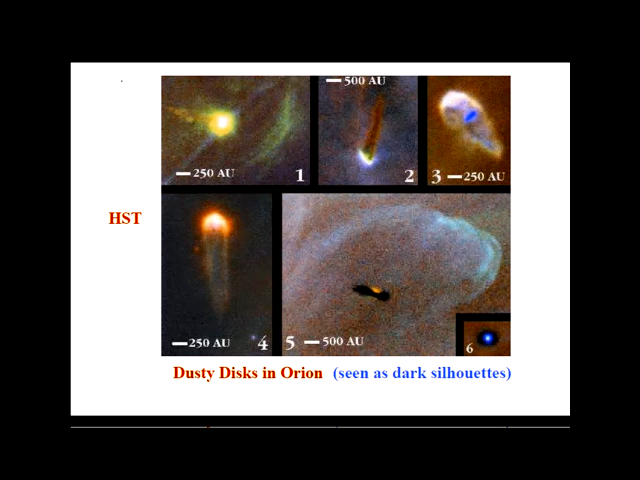 500 AU
250 AU 1
2
3 250 AU
HST
250 AU 4
5 500 AU
6
Dusty Disks in Orion (seen as dark silhouettes)